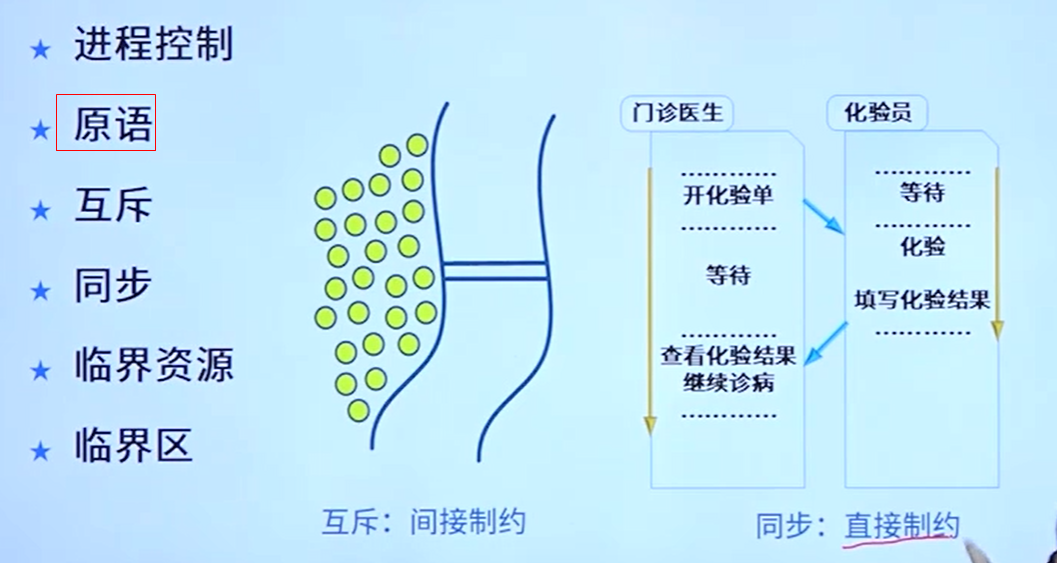 ★ 进程控制
★ 原语
★ 互斥
★ 同步
★ 临界资源
★ 临界区
互斥：间接制约
门诊医生
开化验单
等待
查看化验结果
继续诊病
化验员
等待
化验
填写化验结果
同步：直接制约